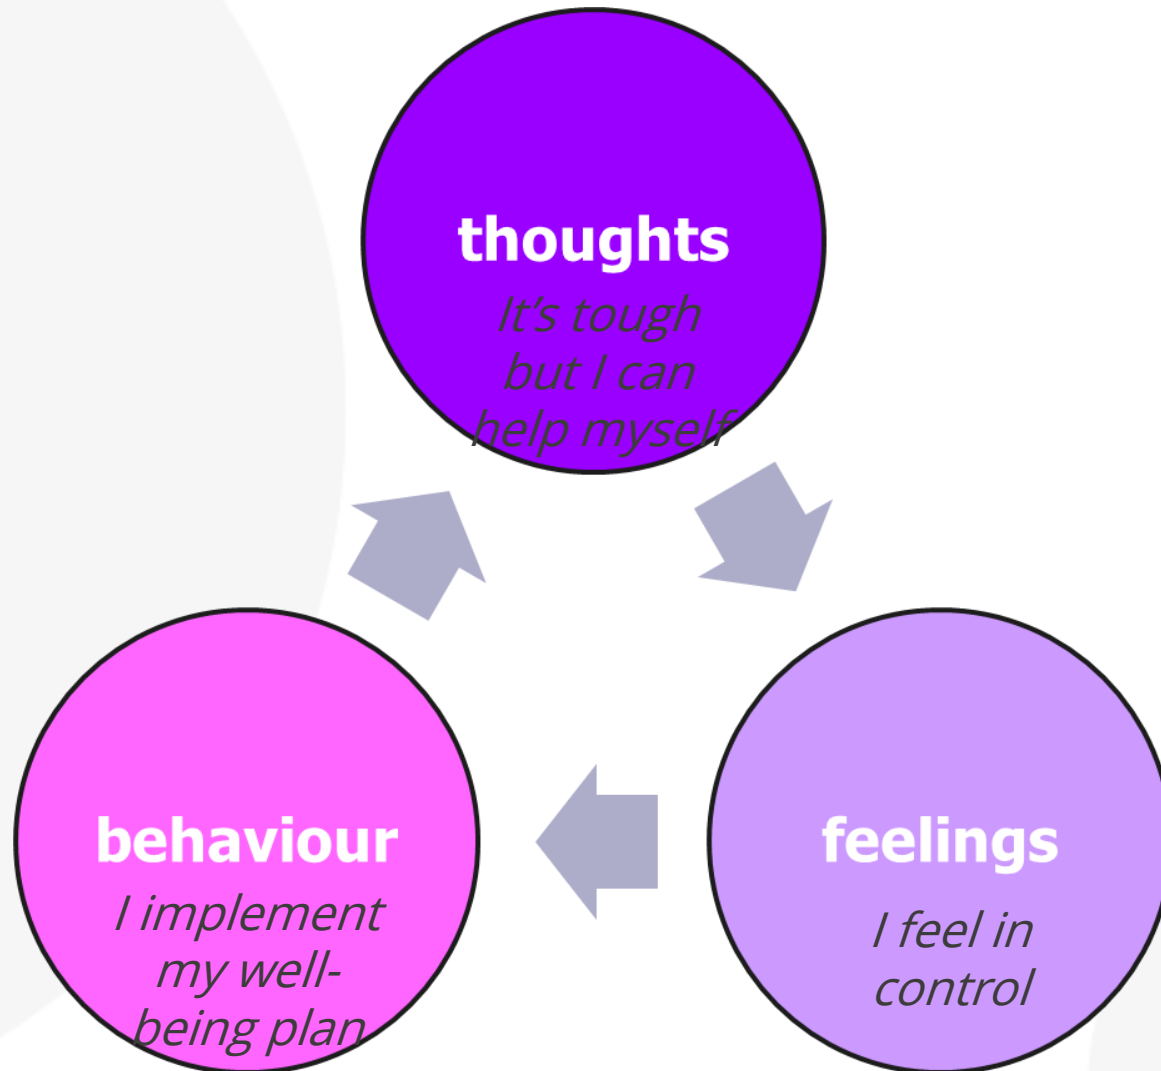 thoughts
It’s tough
but I can
help myself
behaviour
I implement
my well-
being plan
feelings
I feel in
control